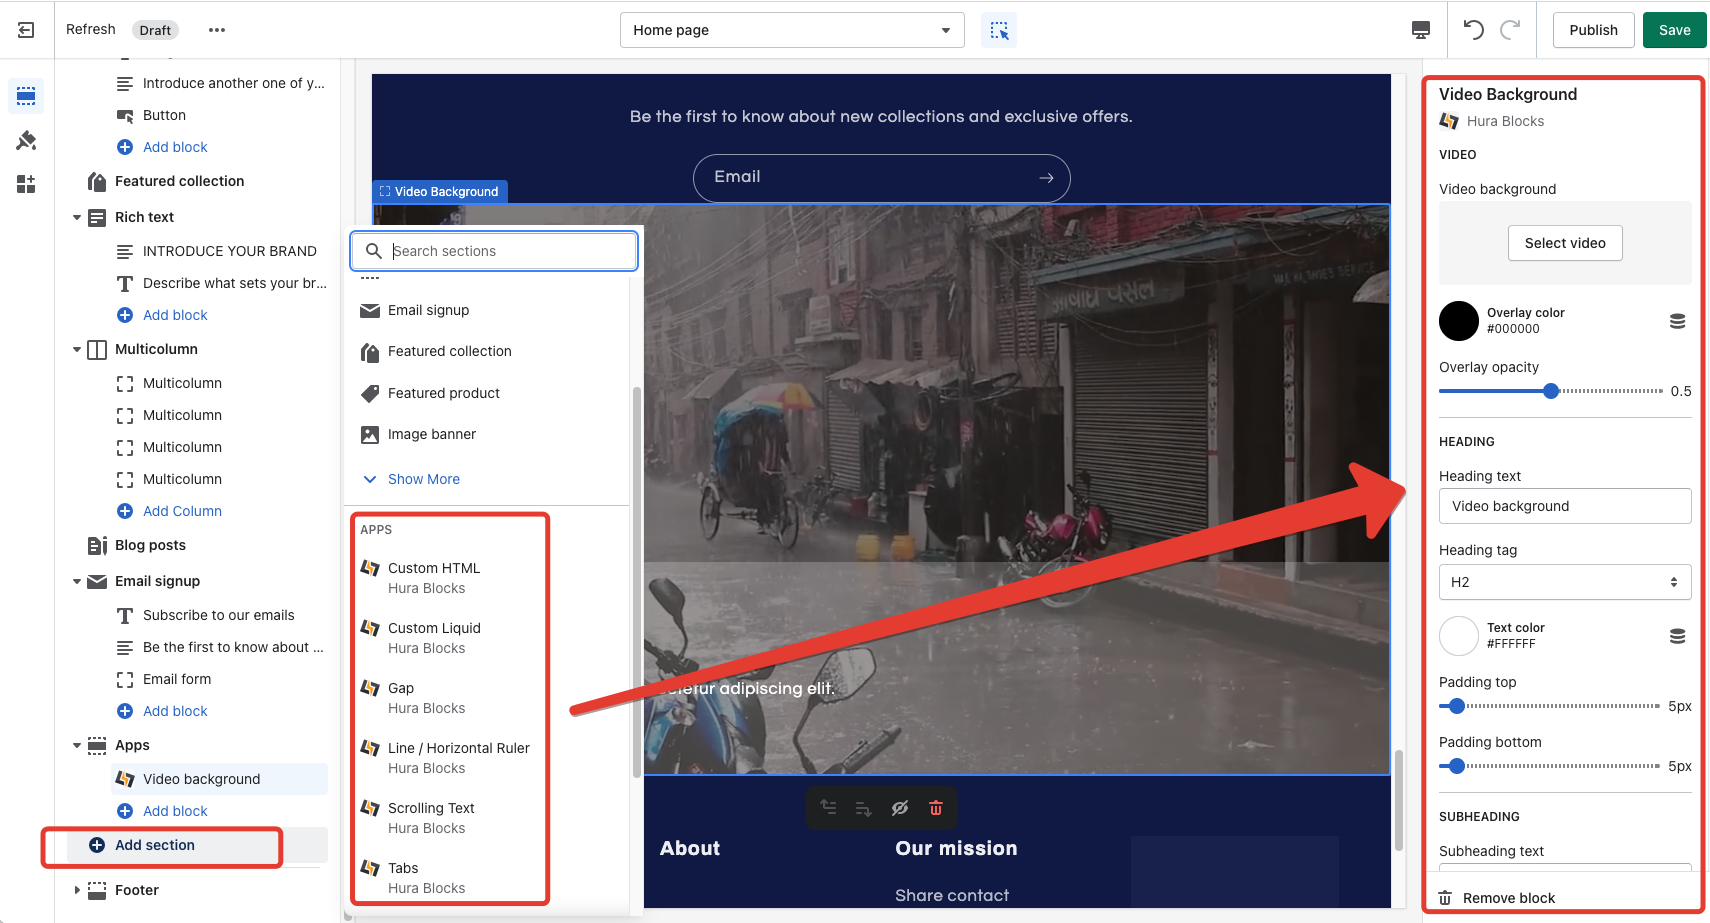 Refresh
Draft
Home page
Publish
Save
Introduce another one of y...
Button
Add block
Featured collection
Rich text
INTRODUCE YOUR BRAND
Describe what sets your br...
Add block
Multicolumn
Multicolumn
Multicolumn
Multicolumn
Multicolumn
Add Column
Blog posts
Email signup
Subscribe to our emails
Be the first to know about ...
Email form
Add block
Apps
Video background
Add block
Add section
Footer
Search sections
Email signup
Featured collection
Featured product
Image banner
Show More
APPS
Custom HTML
Hura Blocks
Custom Liquid
Hura Blocks
Gap
Hura Blocks
Line / Horizontal Ruler
Hura Blocks
Scrolling Text
Hura Blocks
Tabs
Hura Blocks
Be the first to know about new collections and exclusive offers.
Email
Video Background
adipiscing elit.
About
Our mission
Share contact
Video Background
Hura Blocks
VIDEO
Video background
Select video
Overlay color
#000000
Overlay opacity
0.5
HEADING
Heading text
Video background
Heading tag
H2
Text color
#FFFFFF
Padding top
5px
Padding bottom
5px
SUBHEADING
Subheading text
Remove block